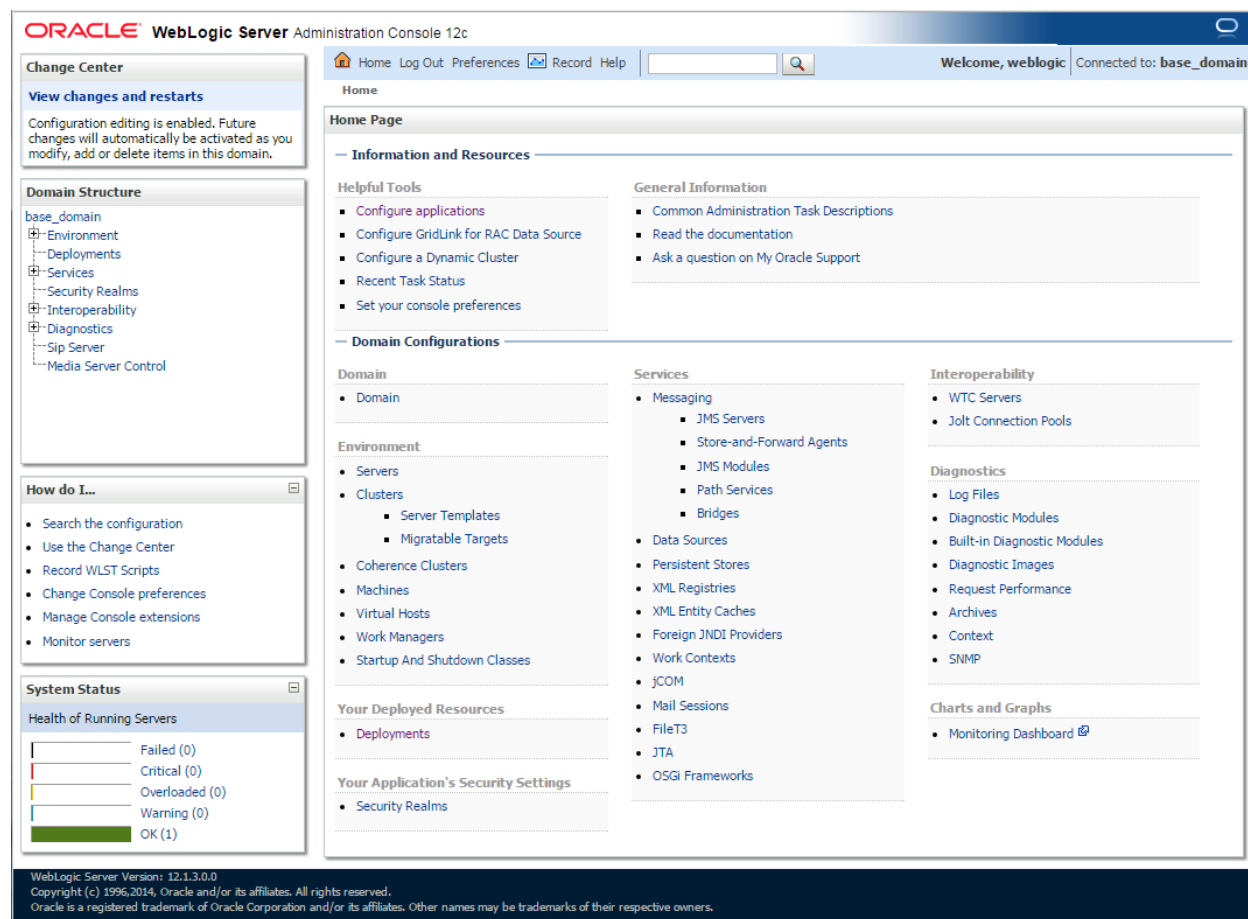 ORACLE WebLogic Server Administration Console 12c
Change Center
View changes and restarts
Configuration editing is enabled. Future
changes will automatically be activated as you
modify, add or delete items in this domain.
Domain Structure
base_domain
Environment
Deployments
Services
Security Realms
Interoperability
Diagnostics
Sip Server
Media Server Control
How do I...
Search the configuration
Use the Change Center
Record WLST Scripts
Change Console preferences
Manage Console extensions
Monitor servers
System Status
Health of Running Servers
Failed (0)
Critical (0)
Overloaded (0)
Warning (0)
OK (1)
Home Log Out Preferences Record Help
Welcome, weblogic Connected to: base_domain
Home
Home Page
Information and Resources
Helpful Tools
Configure applications
Configure GridLink for RAC Data Source
Configure a Dynamic Cluster
Recent Task Status
Set your console preferences
General Information
Common Administration Task Descriptions
Read the documentation
Ask a question on My Oracle Support
Domain Configurations
Domain
Domain
Environment
Servers
Clusters
Server Templates
Migratable Targets
Coherence Clusters
Machines
Virtual Hosts
Work Managers
Startup And Shutdown Classes
Your Deployed Resources
Deployments
Your Application's Security Settings
Security Realms
Services
Messaging
JMS Servers
Store-and-Forward Agents
JMS Modules
Path Services
Bridges
Data Sources
Persistent Stores
XML Registries
XML Entity Caches
Foreign JNDI Providers
Work Contexts
jCOM
Mail Sessions
FileT3
JTA
OSGi Frameworks
Interoperability
WTC Servers
Jolt Connection Pools
Diagnostics
Log Files
Diagnostic Modules
Built-in Diagnostic Modules
Diagnostic Images
Request Performance
Archives
Context
SNMP
Charts and Graphs
Monitoring Dashboard
WebLogic Server Version: 12.1.3.0.0
Copyright (c) 1996,2014, Oracle and/or its affiliates. All rights reserved.
Oracle is a registered trademark of Oracle Corporation and/or its affiliates. Other names may be trademarks of their respective owners.